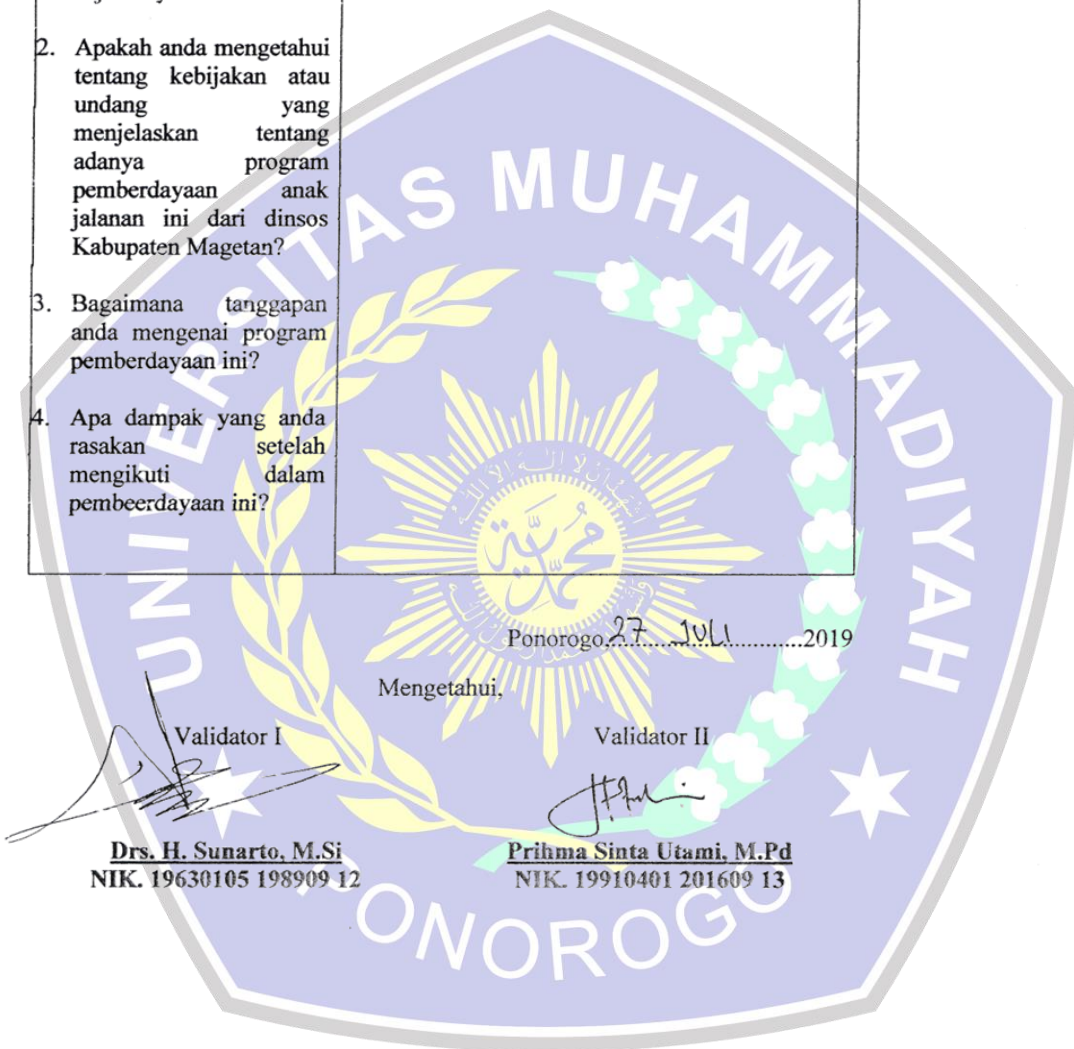 2. Apakah anda mengetahui
tentang kebijakan atau
undang yang
menjelaskan tentang
adanya program
pemberdayaan anak
jalanan ini dari dinsos
Kabupaten Magetan?
3. Bagaimana tanggapan
anda mengenai program
pemberdayaan ini?
4. Apa dampak yang anda
rasakan setelah
mengikuti dalam
pembeerdayaan ini?
Ponorogo, 27 JULI 2019
Mengetahui,
Validator I
Validator II
Drs. H. Sunarto, M.Si
NIK. 19630105 198909 12
Prihma Sinta Utami, M.Pd
NIK. 19910401 201609 13
UNIVERSITAS MUHAMMADIYAH
PONOROGO
محمدية